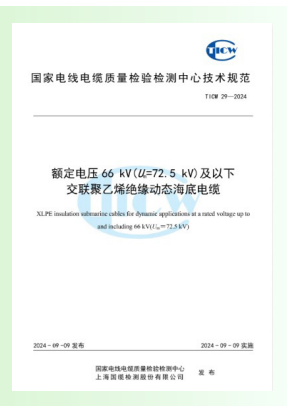 TICW
国家电线电缆质量检验检测中心技术规范
TICW 29—2024
额定电压 66 kV(Uₘ=72.5 kV)及以下
交联聚乙烯绝缘动态海底电缆
XLPE insulation submarine cables for dynamic applications at a rated voltage up to
and including 66 kV(Uₘ=72.5 kV)
2024-09-09 发布
2024-09-09 实施
国家电线电缆质量检验检测中心
上海国缆检测股份有限公司
发 布